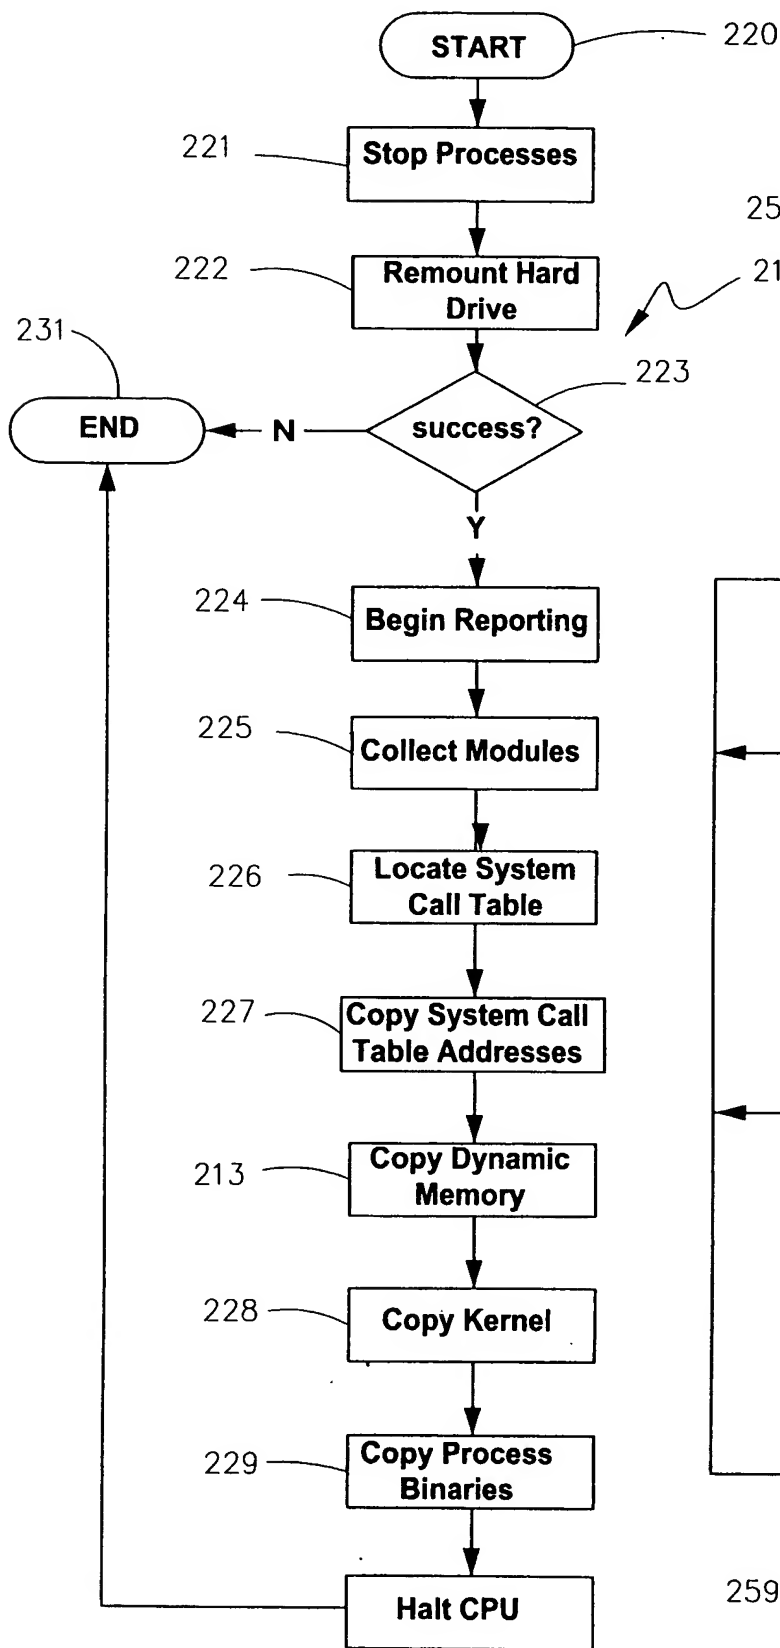 START
220
221
Stop Processes
25
222
Remount Hard
Drive
21
231
223
END
N
success?
Y
224
Begin Reporting
225
Collect Modules
226
Locate System
Call Table
227
Copy System Call
Table Addresses
213
Copy Dynamic
Memory
228
Copy Kernel
229
Copy Process
Binaries
Halt CPU
259